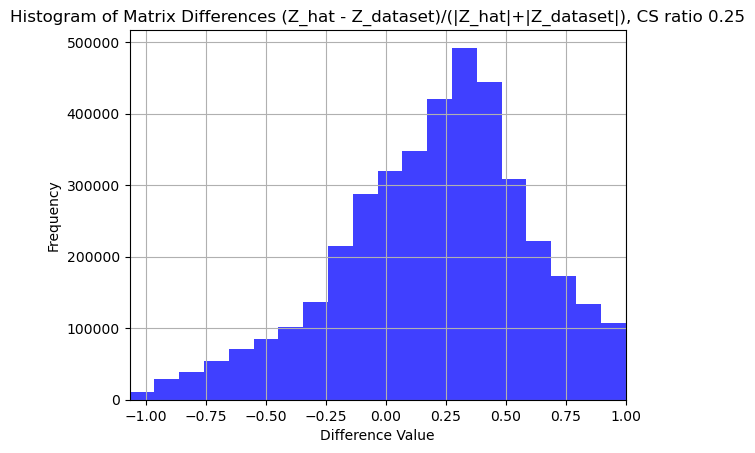 Histogram of Matrix Differences (Z_hat - Z_dataset)/(|Z_hat|+|Z_dataset|), CS ratio 0.25
500000
400000
300000
200000
100000
0
Frequency
−1.00 −0.75 −0.50 −0.25 0.00 0.25 0.50 0.75 1.00
Difference Value